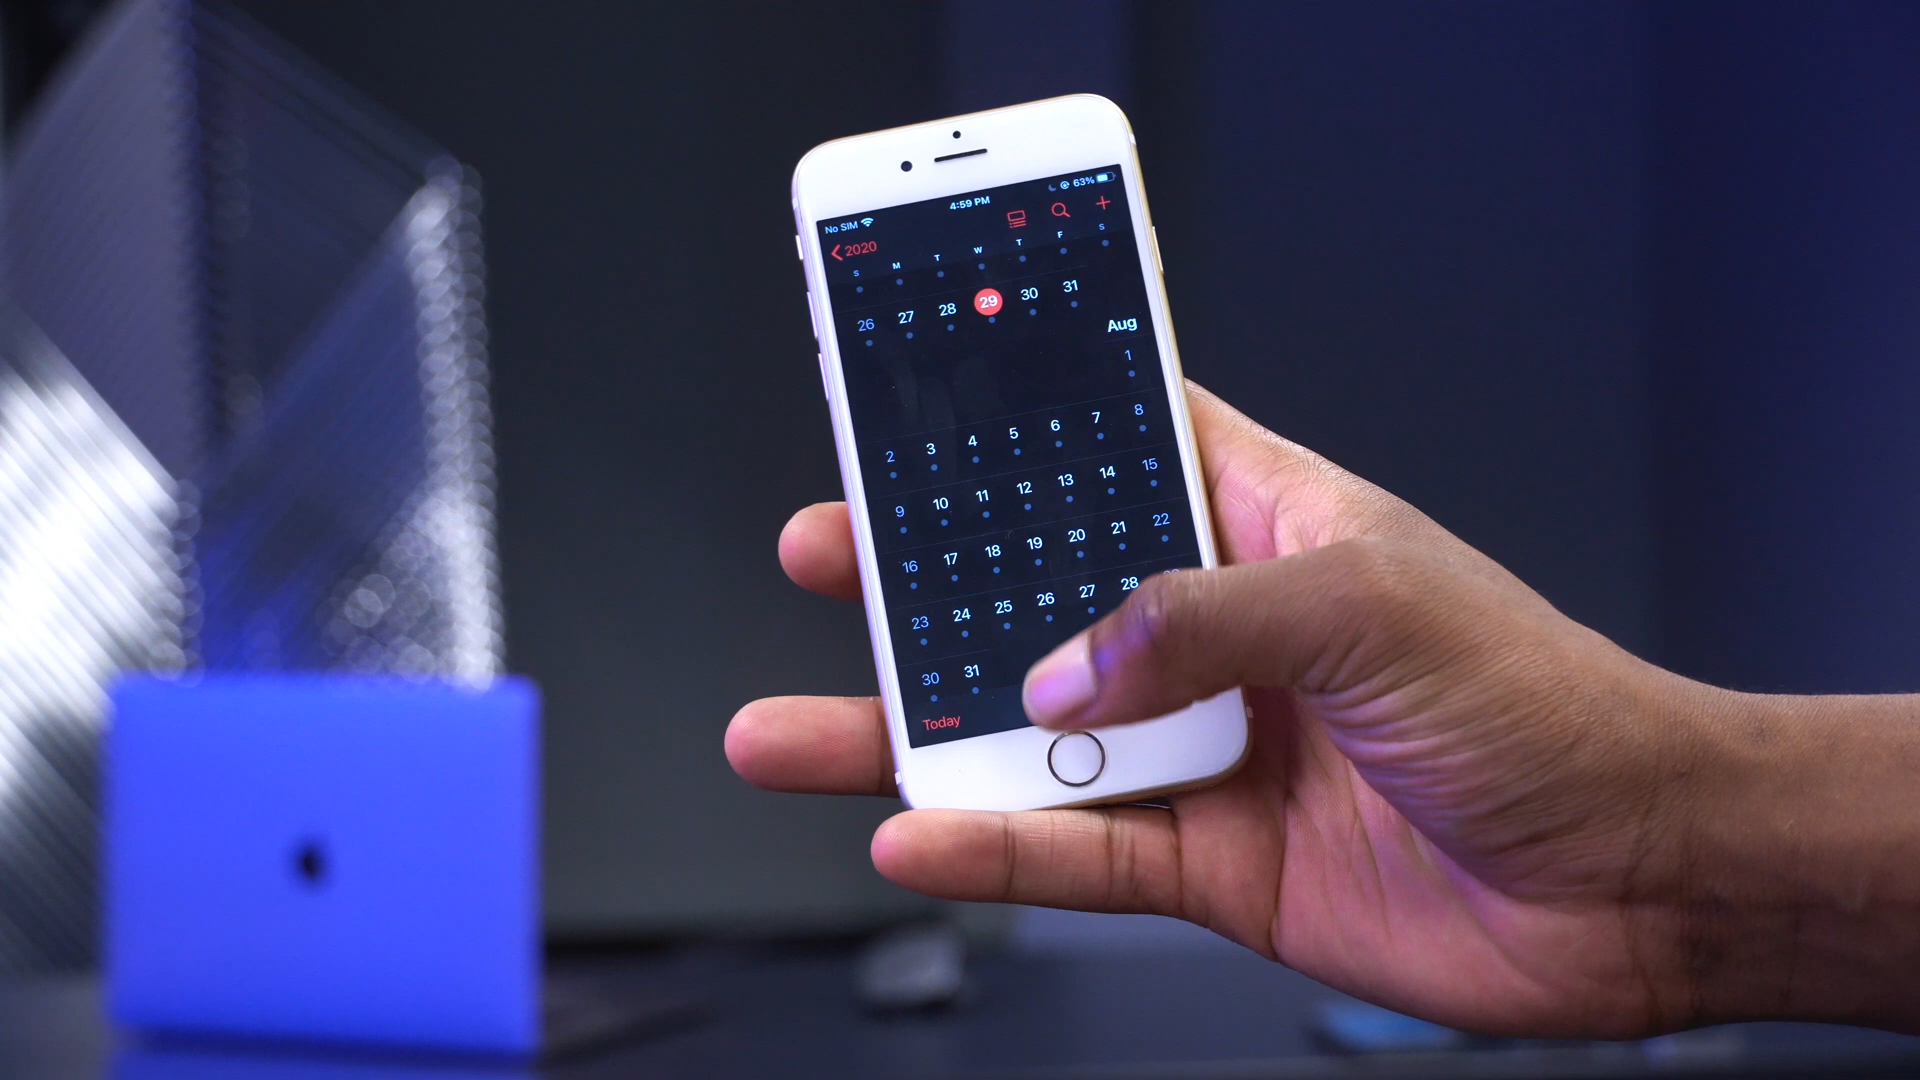 No SIM 4:59 PM 63%
2020
S M T W T F S
26 27 28 29 30 31
Aug
1
2 3 4 5 6 7 8
9 10 11 12 13 14 15
16 17 18 19 20 21 22
23 24 25 26 27 28
30 31
Today